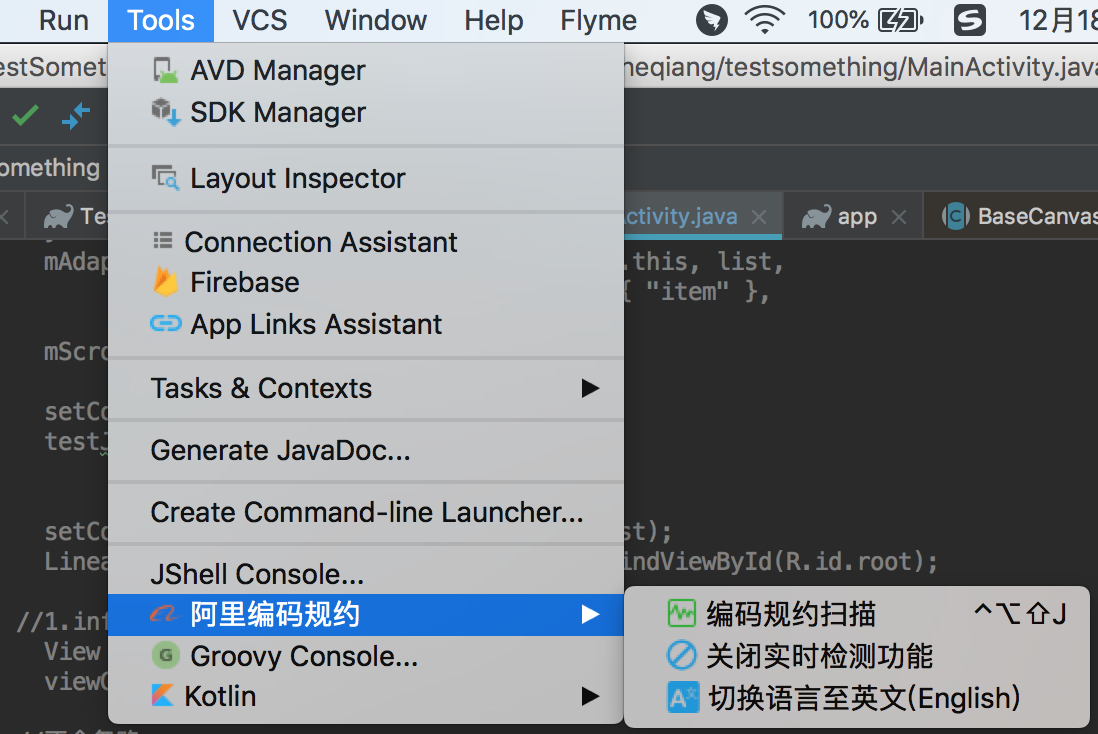 Run Tools VCS Window Help Flyme 100% 12月18
estSomet neqiang/testsomething/MainActivity.java
omething
Te ctivity.java app BaseCanvas
mAdap .this, list,
{ "item" },
mScro
setCo
testJ
setCo st);
Linea indViewById(R.id.root);
//1.inf
View
view
AVD Manager
SDK Manager
Layout Inspector
Connection Assistant
Firebase
App Links Assistant
Tasks & Contexts
Generate JavaDoc...
Create Command-line Launcher...
JShell Console...
阿里编码规约
Groovy Console...
Kotlin
编码规约扫描 ^⌥⇧J
关闭实时检测功能
切换语言至英文(English)